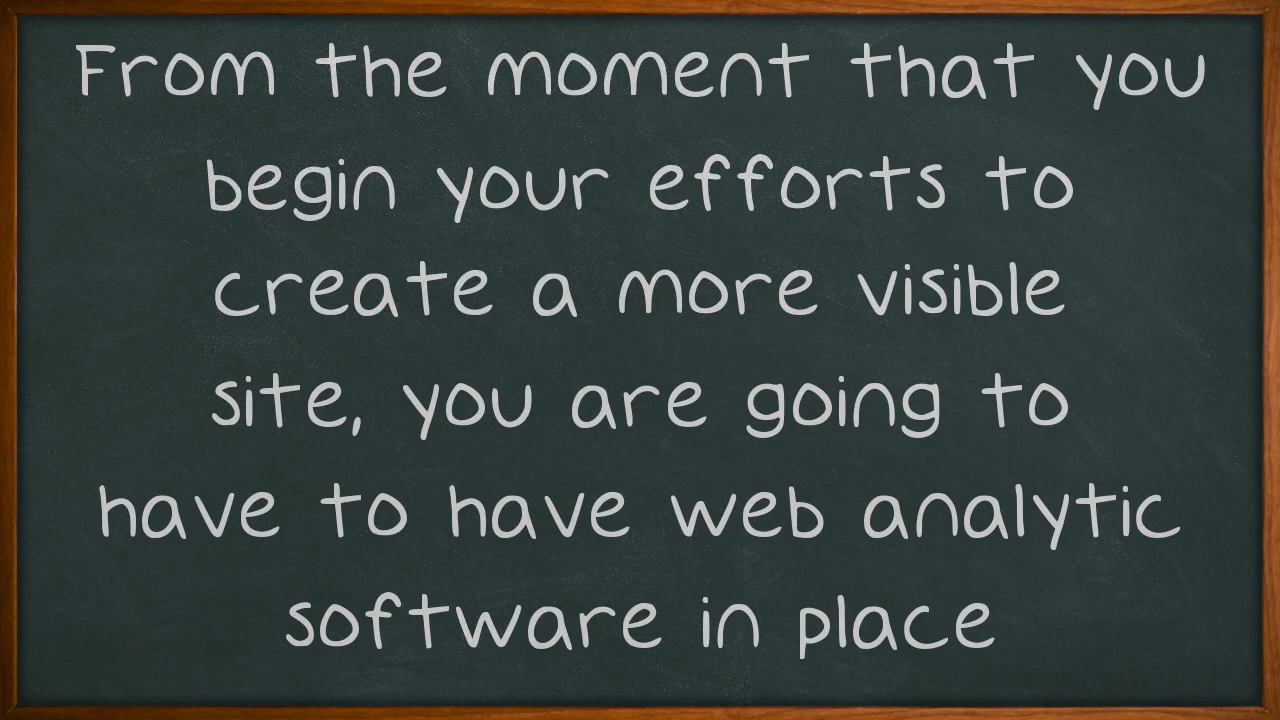 From the moment that you
begin your efforts to
create a more visible
site, you are going to
have to have web analytic
software in place